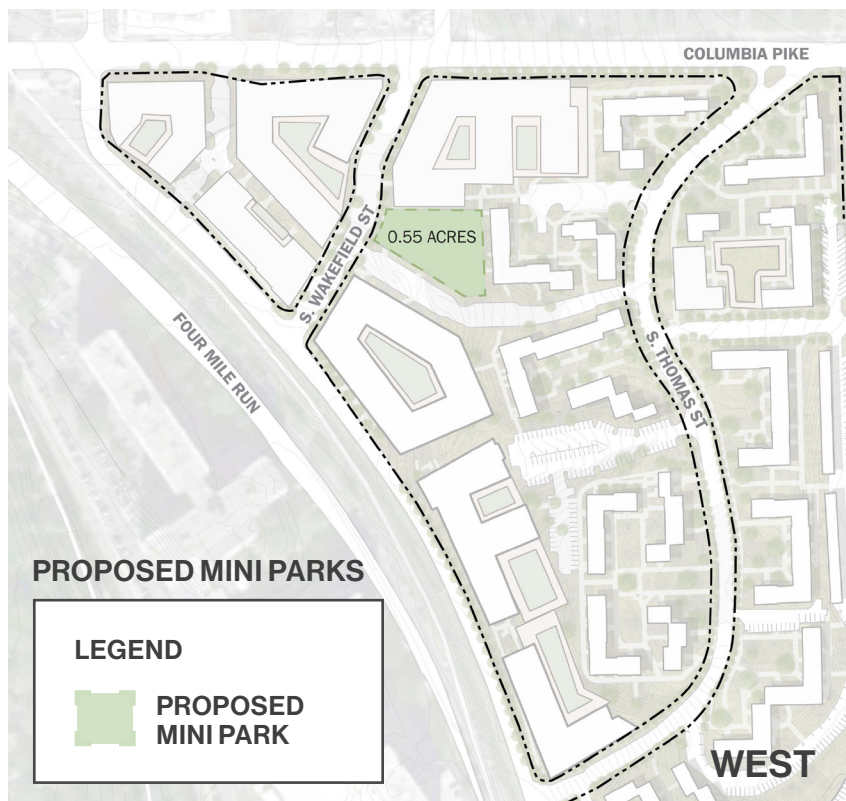 COLUMBIA PIKE
0.55 ACRES
S. WAKEFIELD ST
FOUR MILE RUN
S. THOMAS ST
PROPOSED MINI PARKS
LEGEND
PROPOSED
MINI PARK
WEST